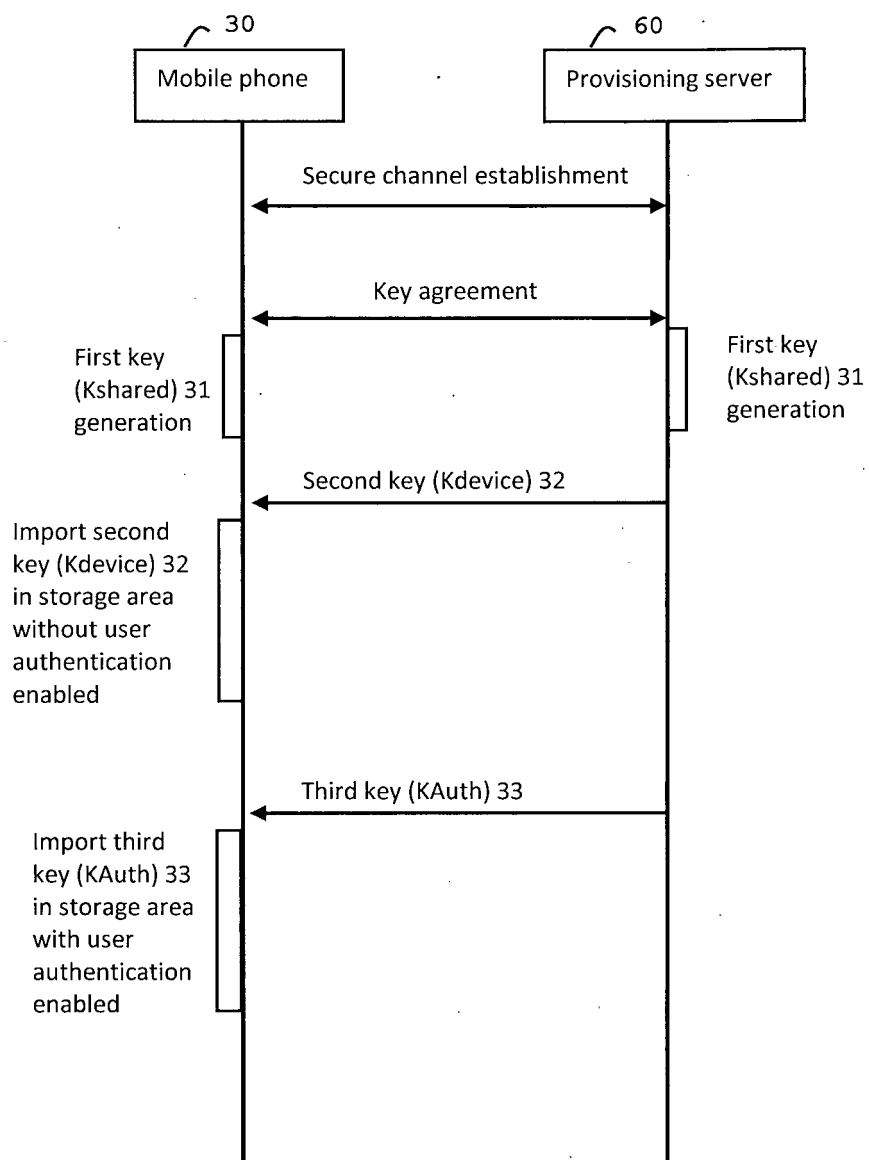 30
60
Mobile phone
Provisioning server
Secure channel establishment
Key agreement
First key
(Kshared) 31
generation
First key
(Kshared) 31
generation
Second key (Kdevice) 32
Import second
key (Kdevice) 32
in storage area
without user
authentication
enabled
Third key (KAuth) 33
Import third
key (KAuth) 33
in storage area
with user
authentication
enabled